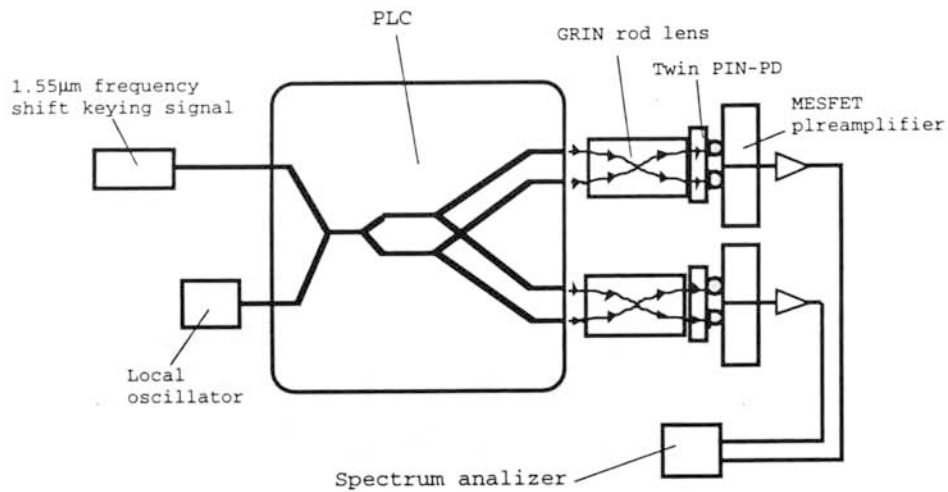 PLC
GRIN rod lens
1.55μm frequency
shift keying signal
Twin PIN-PD
MESFET
plreamplifier
Local
oscillator
Spectrum analizer